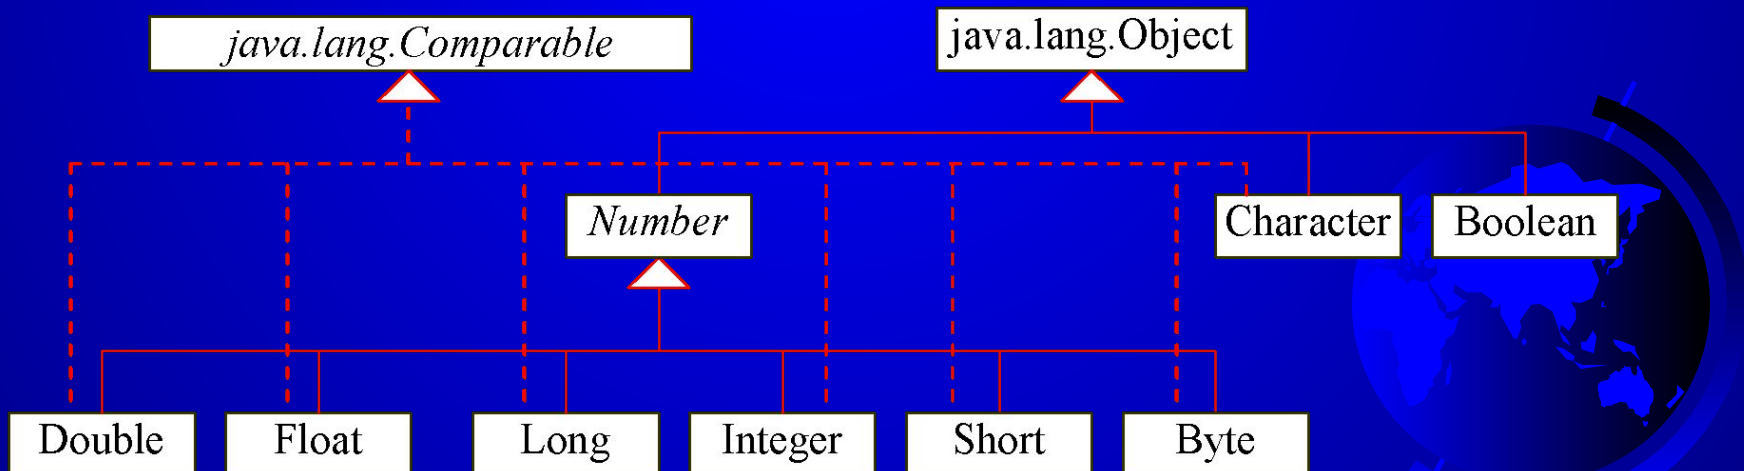 java.lang.Comparable
java.lang.Object
Number
Character
Boolean
Double
Float
Long
Integer
Short
Byte